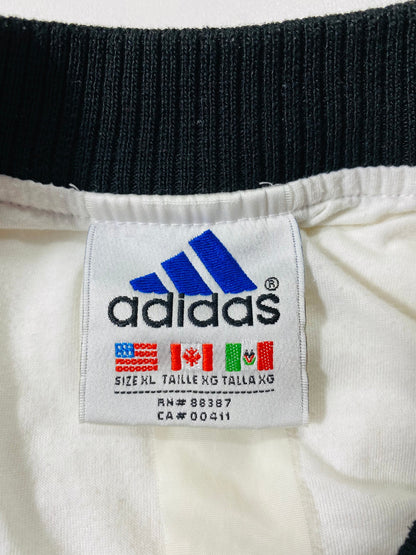 adidas®
SIZE XL TAILLE XG TALLA XG
RN# 88387
CA# 00411